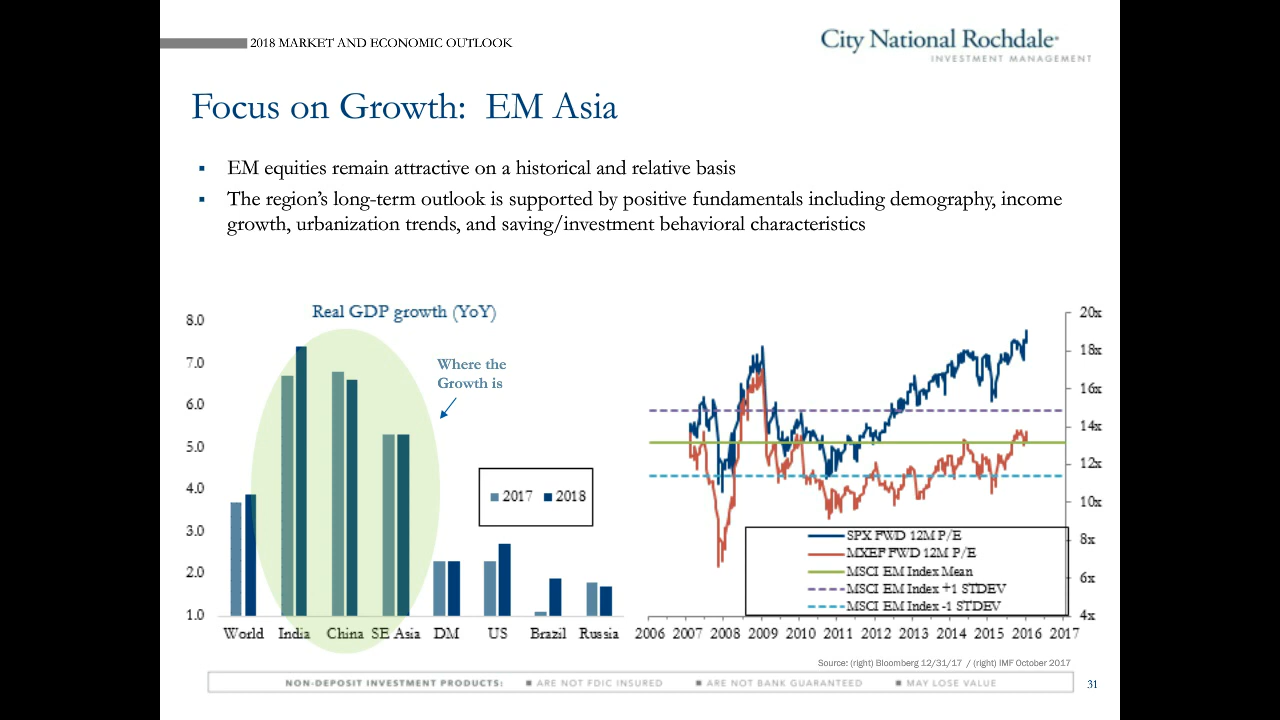 2018 MARKET AND ECONOMIC OUTLOOK
City National Rochdale
INVESTMENT MANAGEMENT
Focus on Growth: EM Asia
▪ EM equities remain attractive on a historical and relative basis
▪ The region's long-term outlook is supported by positive fundamentals including demography, income
growth, urbanization trends, and saving/investment behavioral characteristics
Real GDP growth (YoY)
8.0
7.0
6.0
5.0
4.0
3.0
2.0
1.0
Where the
Growth is
2017 2018
World India China SE Asia DM US Brazil Russia
20x
18x
16x
14x
12x
10x
8x
6x
4x
SPX FWD 12M P/E
MXEF FWD 12M P/E
MSCI EM Index Mean
MSCI EM Index +1 STDEV
MSCI EM Index -1 STDEV
2006 2007 2008 2009 2010 2011 2012 2013 2014 2015 2016 2017
Source: (right) Bloomberg 12/31/17 / (right) IMF October 2017
NON-DEPOSIT INVESTMENT PRODUCTS: ■ ARE NOT FDIC INSURED ■ ARE NOT BANK GUARANTEED ■ MAY LOSE VALUE
31